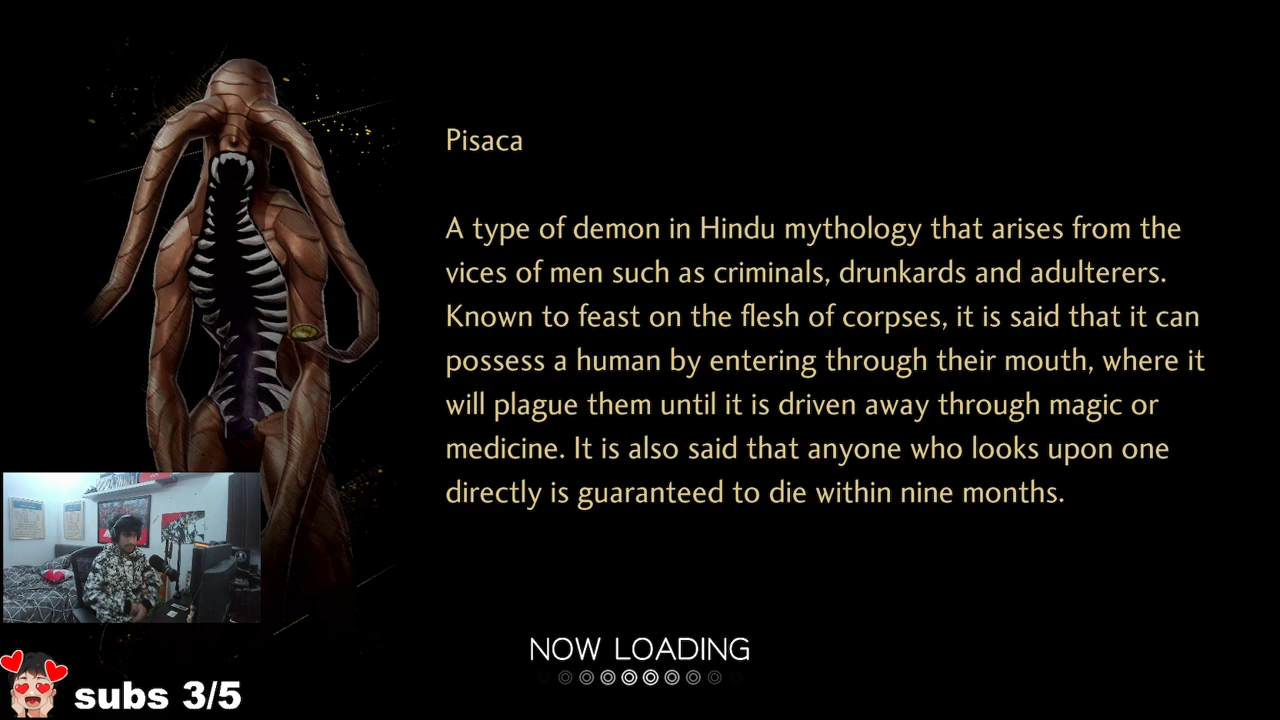 Pisaca
A type of demon in Hindu mythology that arises from the
vices of men such as criminals, drunkards and adulterers.
Known to feast on the flesh of corpses, it is said that it can
possess a human by entering through their mouth, where it
will plague them until it is driven away through magic or
medicine. It is also said that anyone who looks upon one
directly is guaranteed to die within nine months.
NOW LOADING
subs 3/5